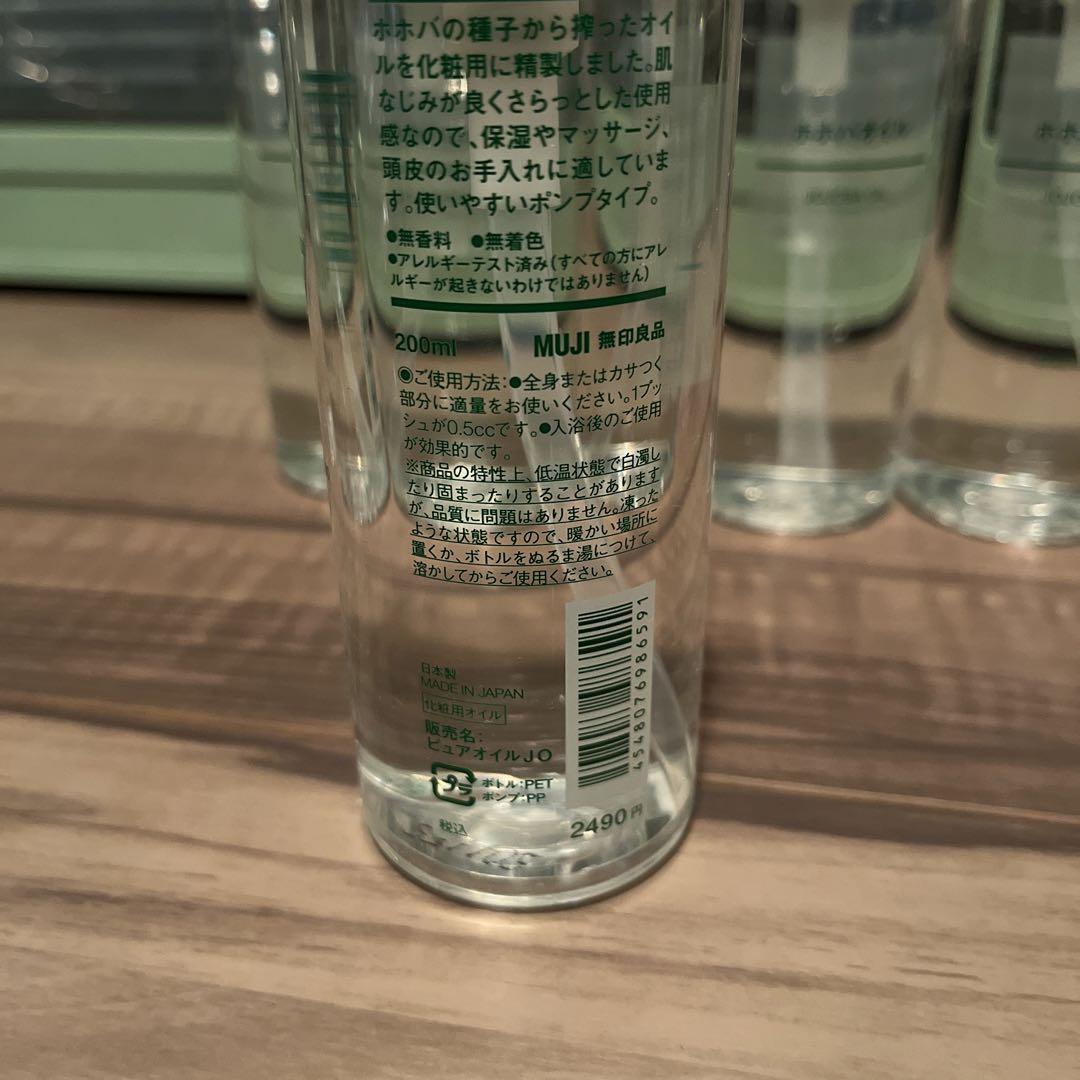 ホホバの種子から搾ったオイ
ルを化粧用に精製しました。肌
なじみが良くさらっとした使用
感なので、保湿やマッサージ、
頭皮のお手入れに適していま
す。使いやすいポンプタイプ。
●無香料 ●無着色
●アレルギーテスト済み(すべての方にアレ
ルギーが起きないわけではありません)
200ml MUJI 無印良品
◉ご使用方法:●全身またはカサつく
部分に適量をお使いください。1プッ
シュが0.5ccです。●入浴後のご使用
が効果的です。
※商品の特性上、低温状態で白濁し
たり固まったりすることがあります
が、品質に問題はありません。凍った
ような状態ですので、暖かい場所に
置くか、ボトルをぬるま湯につけて、
溶かしてからご使用ください。
日本製
MADE IN JAPAN
化粧用オイル
販売名:
ピュアオイルJO
プラ ボトル:PET
ポンプ:PP
4548076986591
税込 2490円
ホホバオイル